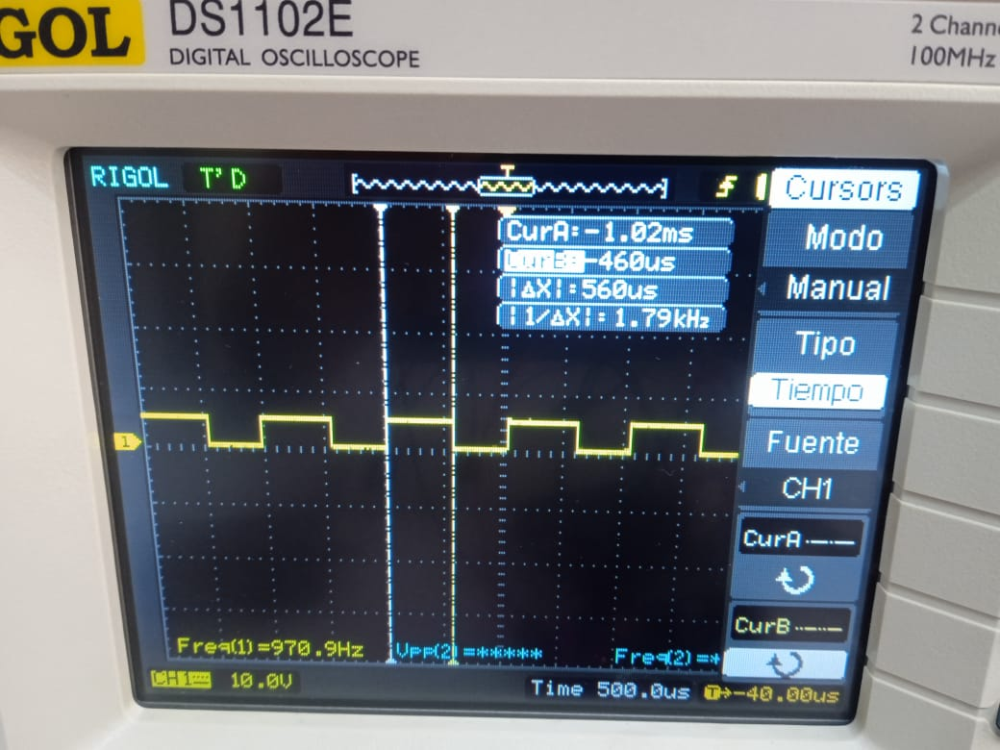 GOL
DS1102E
DIGITAL OSCILLOSCOPE
2 Channe
100MHz
RIGOL T'D
T
Cursors
CurA:-1.02ms
CurB:-460us
|ΔX|:560us
|1/ΔX|:1.79kHz
Modo
Manual
Tipo
Tiempo
Fuente
CH1
CurA
CurB
1
Freq(1)=970.9Hz
Vpp(2)=*****
Freq(2)=*
CH1 10.0V
Time 500.0us
T→-40.00us